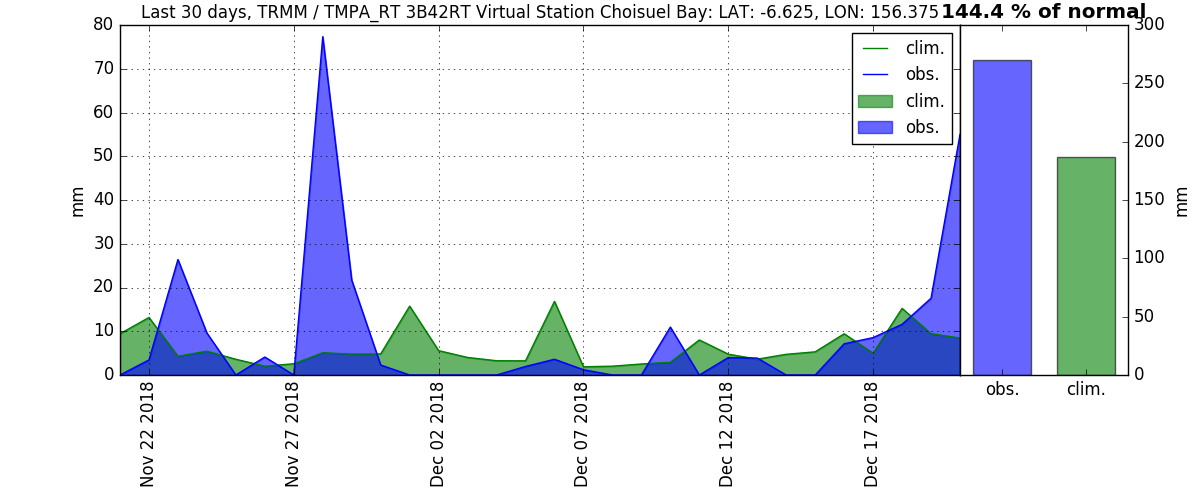 Last 30 days, TRMM / TMPA_RT 3B42RT Virtual Station Choisuel Bay: LAT: -6.625, LON: 156.375
144.4 % of normal
80
70
60
50
40
30
20
10
0
mm
clim.
obs.
clim.
obs.
Nov 22 2018
Nov 27 2018
Dec 02 2018
Dec 07 2018
Dec 12 2018
Dec 17 2018
300
250
200
150
100
50
0
mm
obs.
clim.